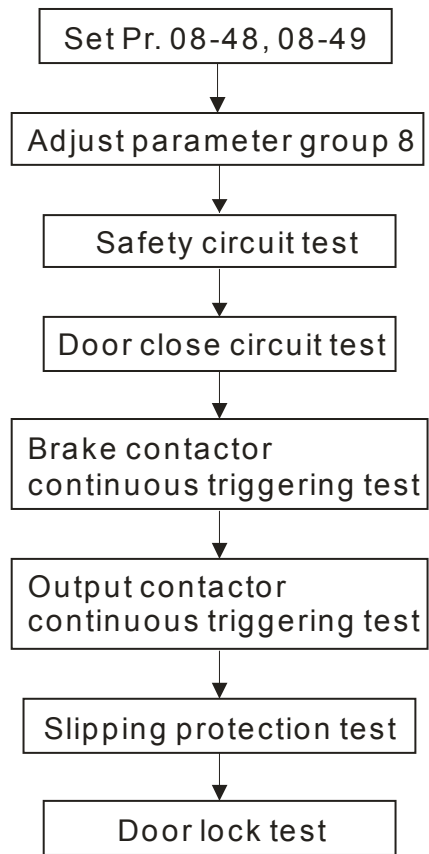 Set Pr. 08-48, 08-49
Adjust parameter group 8
Safety circuit test
Door close circuit test
Brake contactor
continuous triggering test
Output contactor
continuous triggering test
Slipping protection test
Door lock test